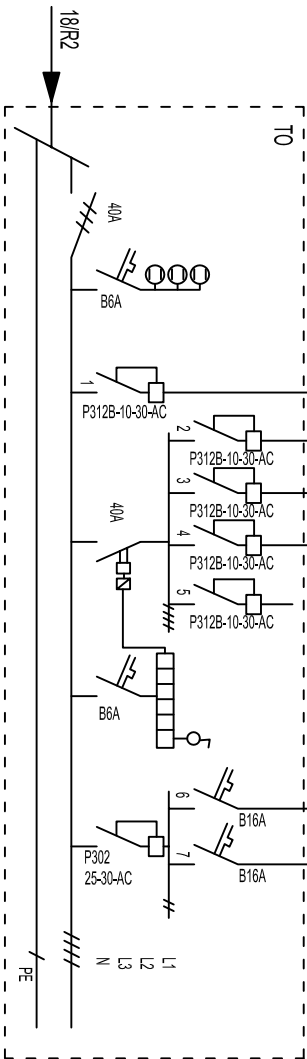 18/R2
TO
40A
B6A
1
P312B-10-30-AC
2
P312B-10-30-AC
3
P312B-10-30-AC
4
P312B-10-30-AC
5
P312B-10-30-AC
40A
B6A
6
B16A
7
B16A
P302
25-30-AC
L1
L2
L3
N
PE